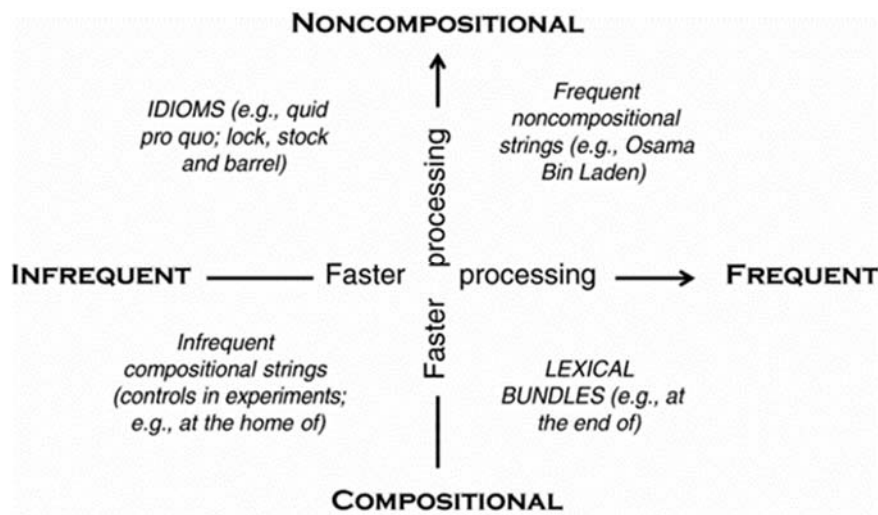 NONCOMPOSITIONAL
IDIOMS (e.g., quid
pro quo; lock, stock
and barrel)
Frequent
noncompositional
strings (e.g., Osama
Bin Laden)
Faster processing
INFREQUENT
Faster processing
FREQUENT
Infrequent
compositional strings
(controls in experiments;
e.g., at the home of)
LEXICAL
BUNDLES (e.g., at
the end of)
COMPOSITIONAL